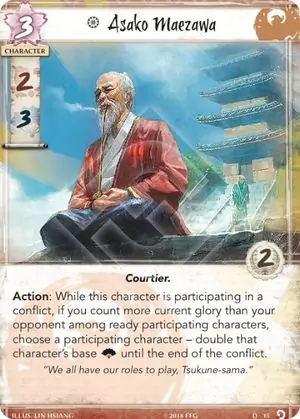 3
Asako Maezawa
CHARACTER
2
3
2
Courtier.
Action: While this character is participating in a
conflict, if you count more current glory than your
opponent among ready participating characters,
choose a participating character – double that
character's base until the end of the conflict.
"We all have our roles to play, Tsukune-sama."
ILLUS. LIN HSIANG
©2018 FFG